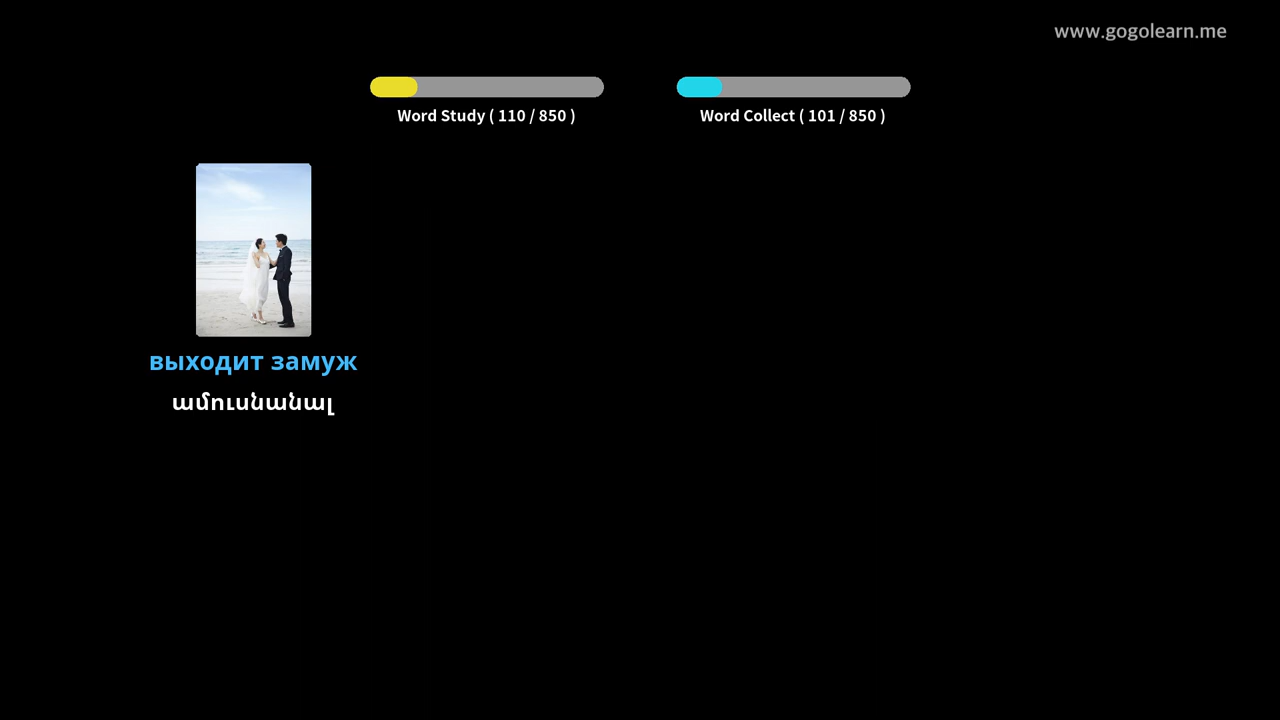 www.gogolearn.me
Word Study ( 110 / 850 )
Word Collect ( 101 / 850 )
выходит замуж
ամուսնանալ